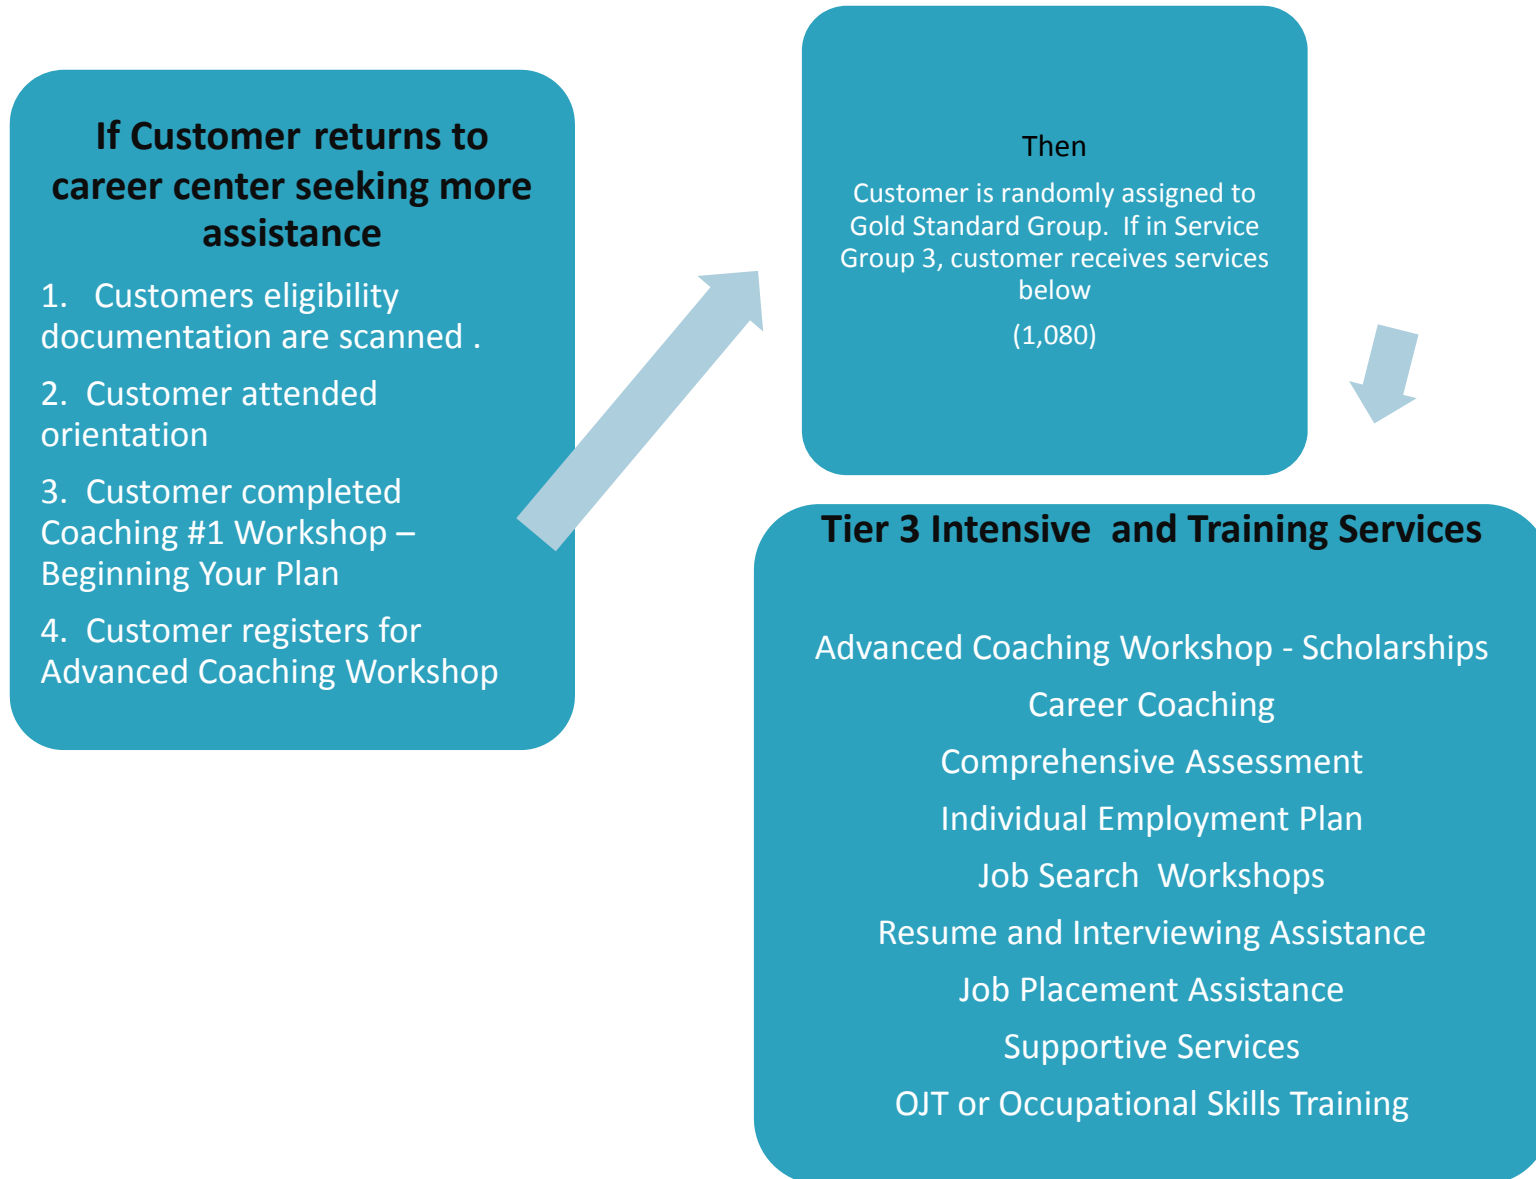 If Customer returns to
career center seeking more
assistance
1. Customers eligibility
documentation are scanned .
2. Customer attended
orientation
3. Customer completed
Coaching #1 Workshop –
Beginning Your Plan
4. Customer registers for
Advanced Coaching Workshop
Then
Customer is randomly assigned to
Gold Standard Group. If in Service
Group 3, customer receives services
below
(1,080)
Tier 3 Intensive and Training Services
Advanced Coaching Workshop - Scholarships
Career Coaching
Comprehensive Assessment
Individual Employment Plan
Job Search Workshops
Resume and Interviewing Assistance
Job Placement Assistance
Supportive Services
OJT or Occupational Skills Training